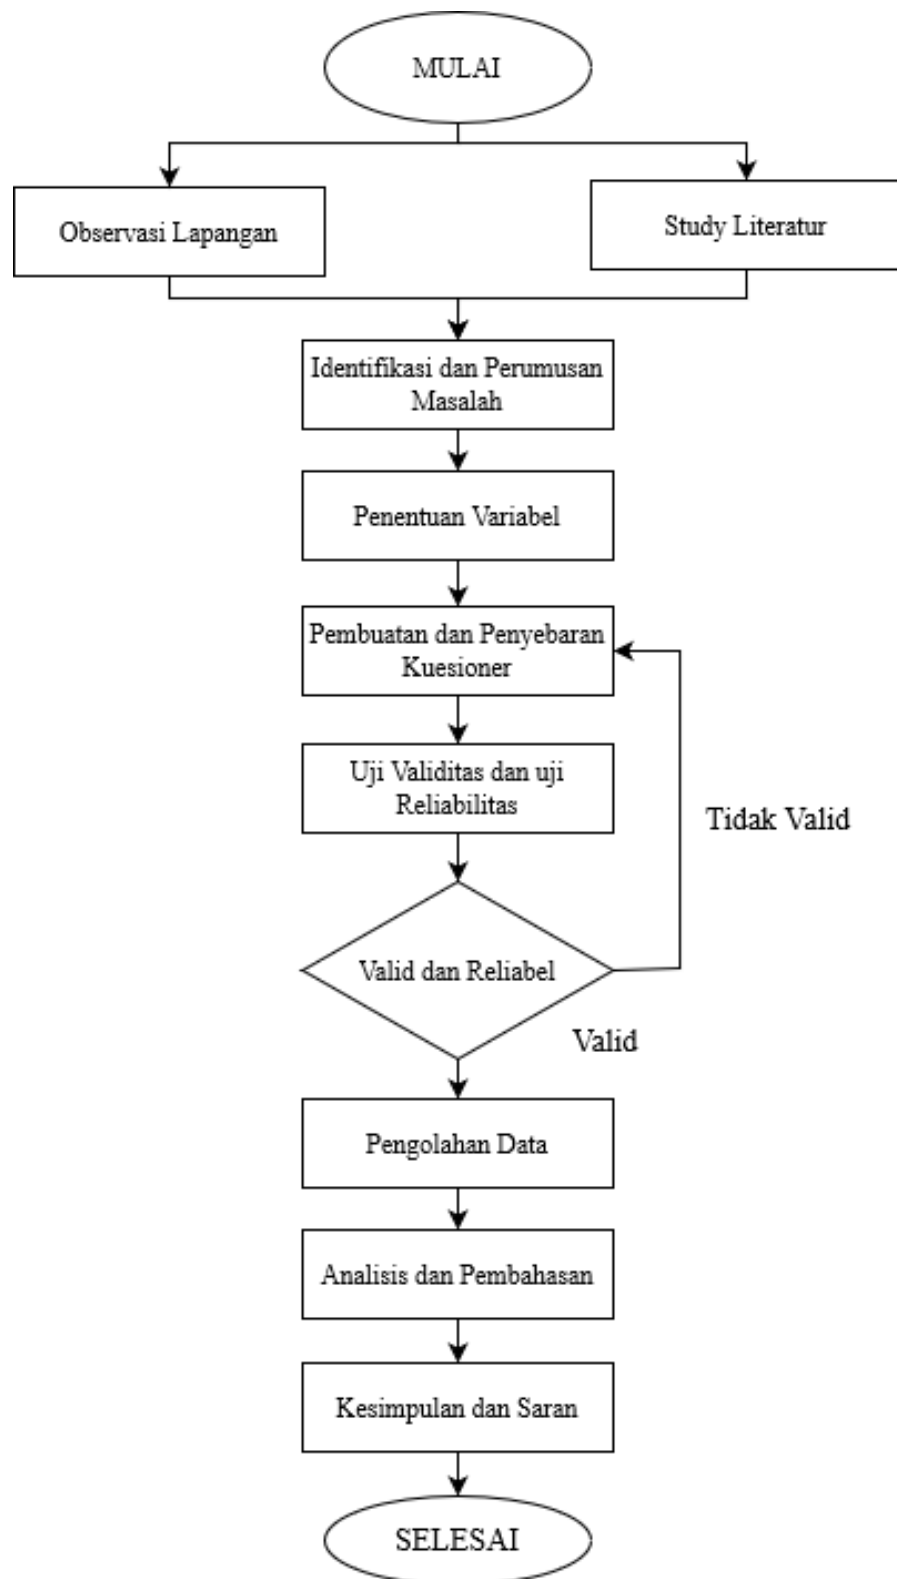 MULAI
Observasi Lapangan
Study Literatur
Identifikasi dan Perumusan
Masalah
Penentuan Variabel
Pembuatan dan Penyebaran
Kuesioner
Uji Validitas dan uji
Reliabilitas
Tidak Valid
Valid dan Reliabel
Valid
Pengolahan Data
Analisis dan Pembahasan
Kesimpulan dan Saran
SELESAI